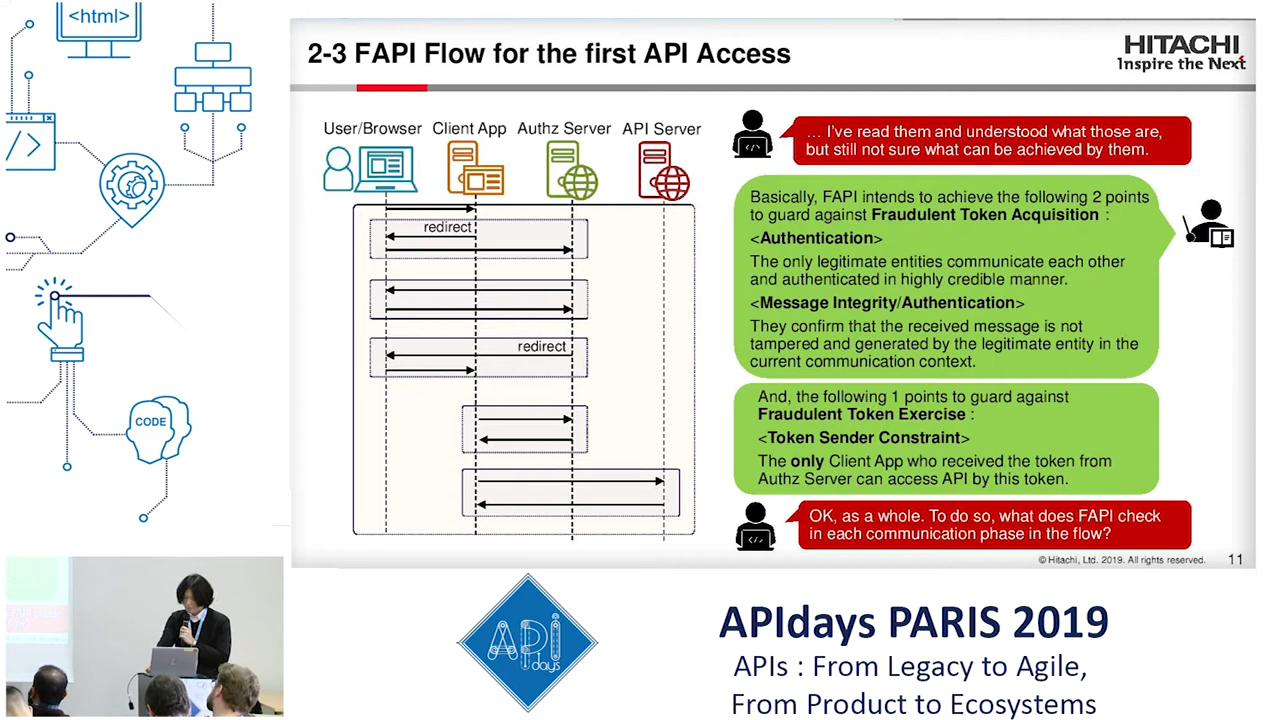 <html>
</>
CODE
2-3 FAPI Flow for the first API Access
HITACHI
Inspire the Next
User/Browser
Client App
Authz Server
API Server
redirect
redirect
… I've read them and understood what those are,
but still not sure what can be achieved by them.
Basically, FAPI intends to achieve the following 2 points
to guard against Fraudulent Token Acquisition :
<Authentication>
The only legitimate entities communicate each other
and authenticated in highly credible manner.
<Message Integrity/Authentication>
They confirm that the received message is not
tampered and generated by the legitimate entity in the
current communication context.
And, the following 1 points to guard against
Fraudulent Token Exercise :
<Token Sender Constraint>
The only Client App who received the token from
Authz Server can access API by this token.
OK, as a whole. To do so, what does FAPI check
in each communication phase in the flow?
© Hitachi, Ltd. 2019. All rights reserved.
11
API
days
APIdays PARIS 2019
APIs : From Legacy to Agile,
From Product to Ecosystems